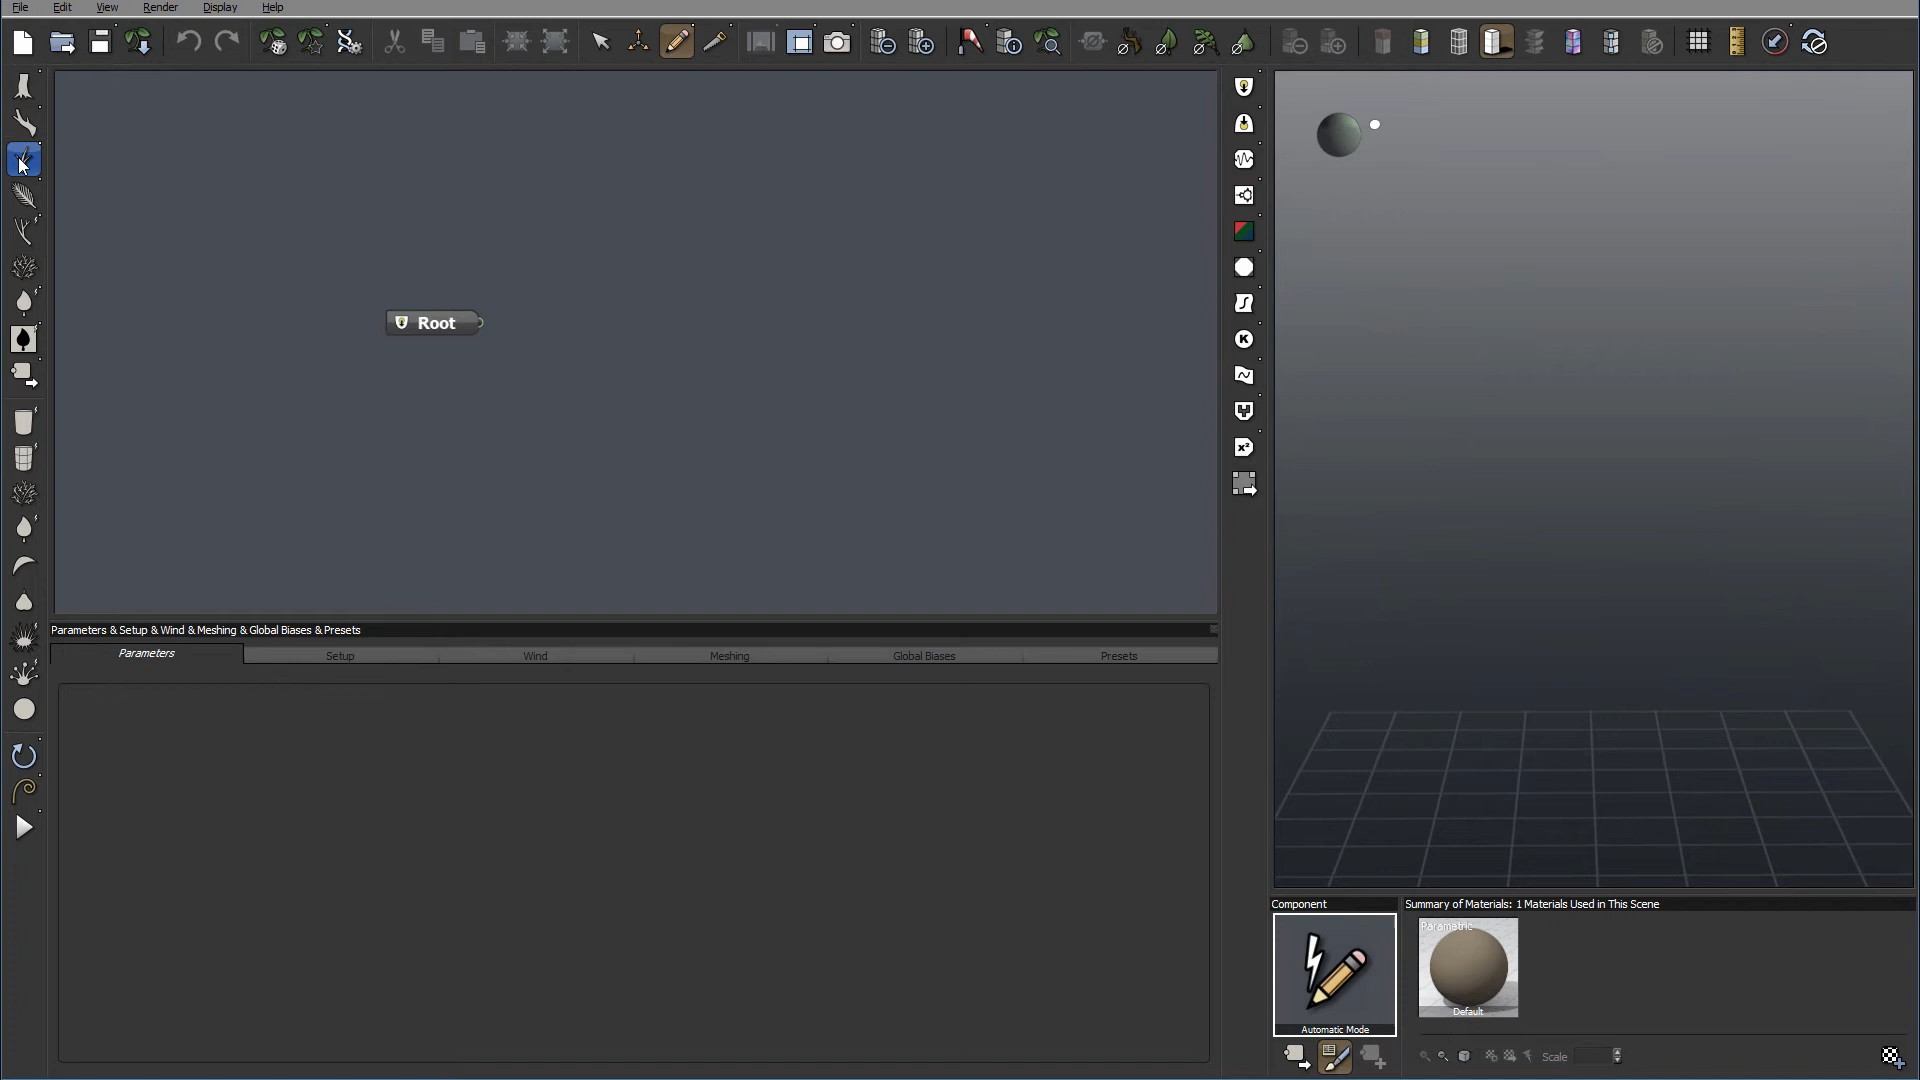 File Edit View Render Display Help
Root
K
x²
Parameters & Setup & Wind & Meshing & Global Biases & Presets
Parameters Setup Wind Meshing Global Biases Presets
Component
Automatic Mode
Summary of Materials: 1 Materials Used in This Scene
Parametric
Default
Scale